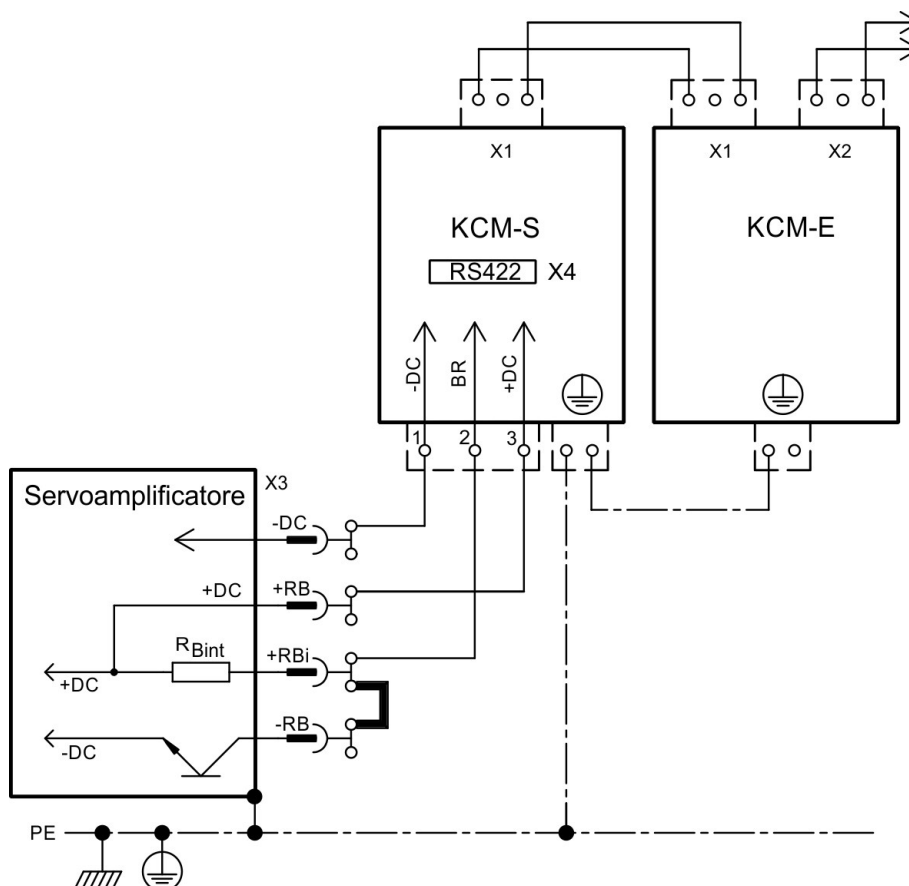 X1
X1 X2
KCM-S
KCM-E
RS422 X4
-DC
BR
+DC
1 2 3
Servoamplificatore
X3
-DC
+DC
+RB
RBint
+RBi
+DC
-RB
-DC
PE